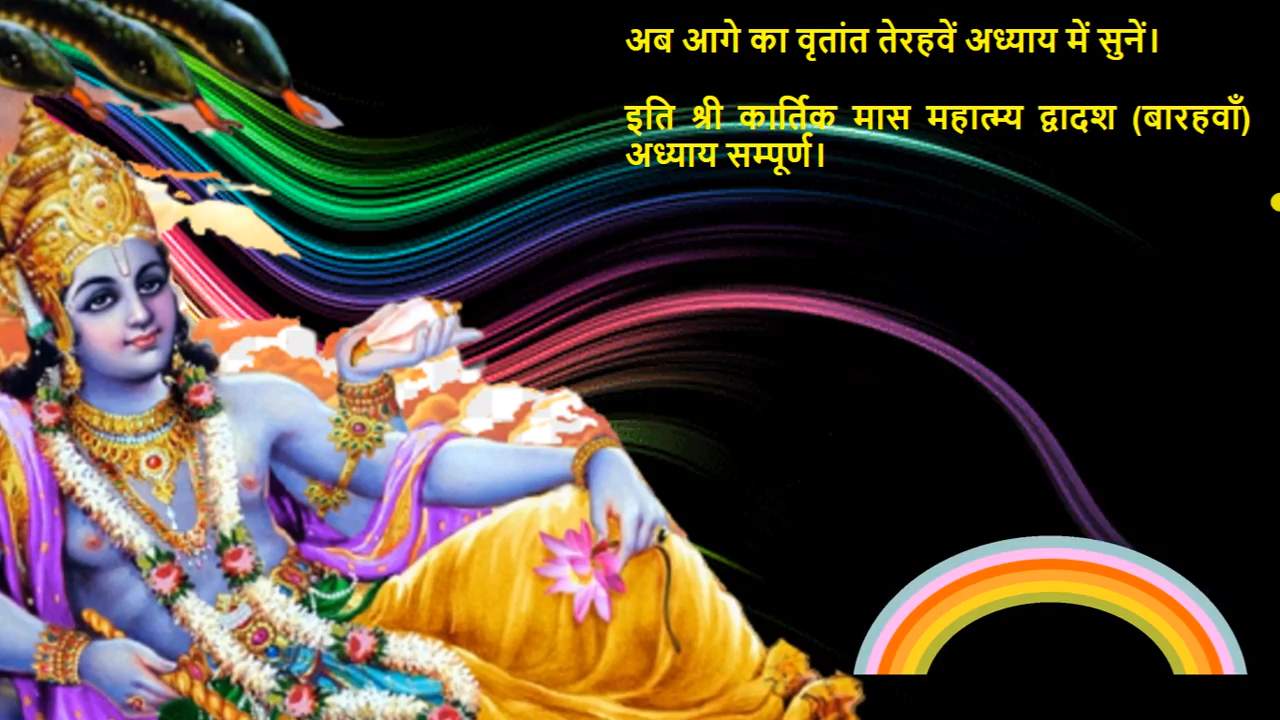 अब आगे का वृतांत तेरहवें अध्याय में सुनें।
इति श्री कार्तिक मास महात्म्य द्वादश (बारहवाँ)
अध्याय सम्पूर्ण।